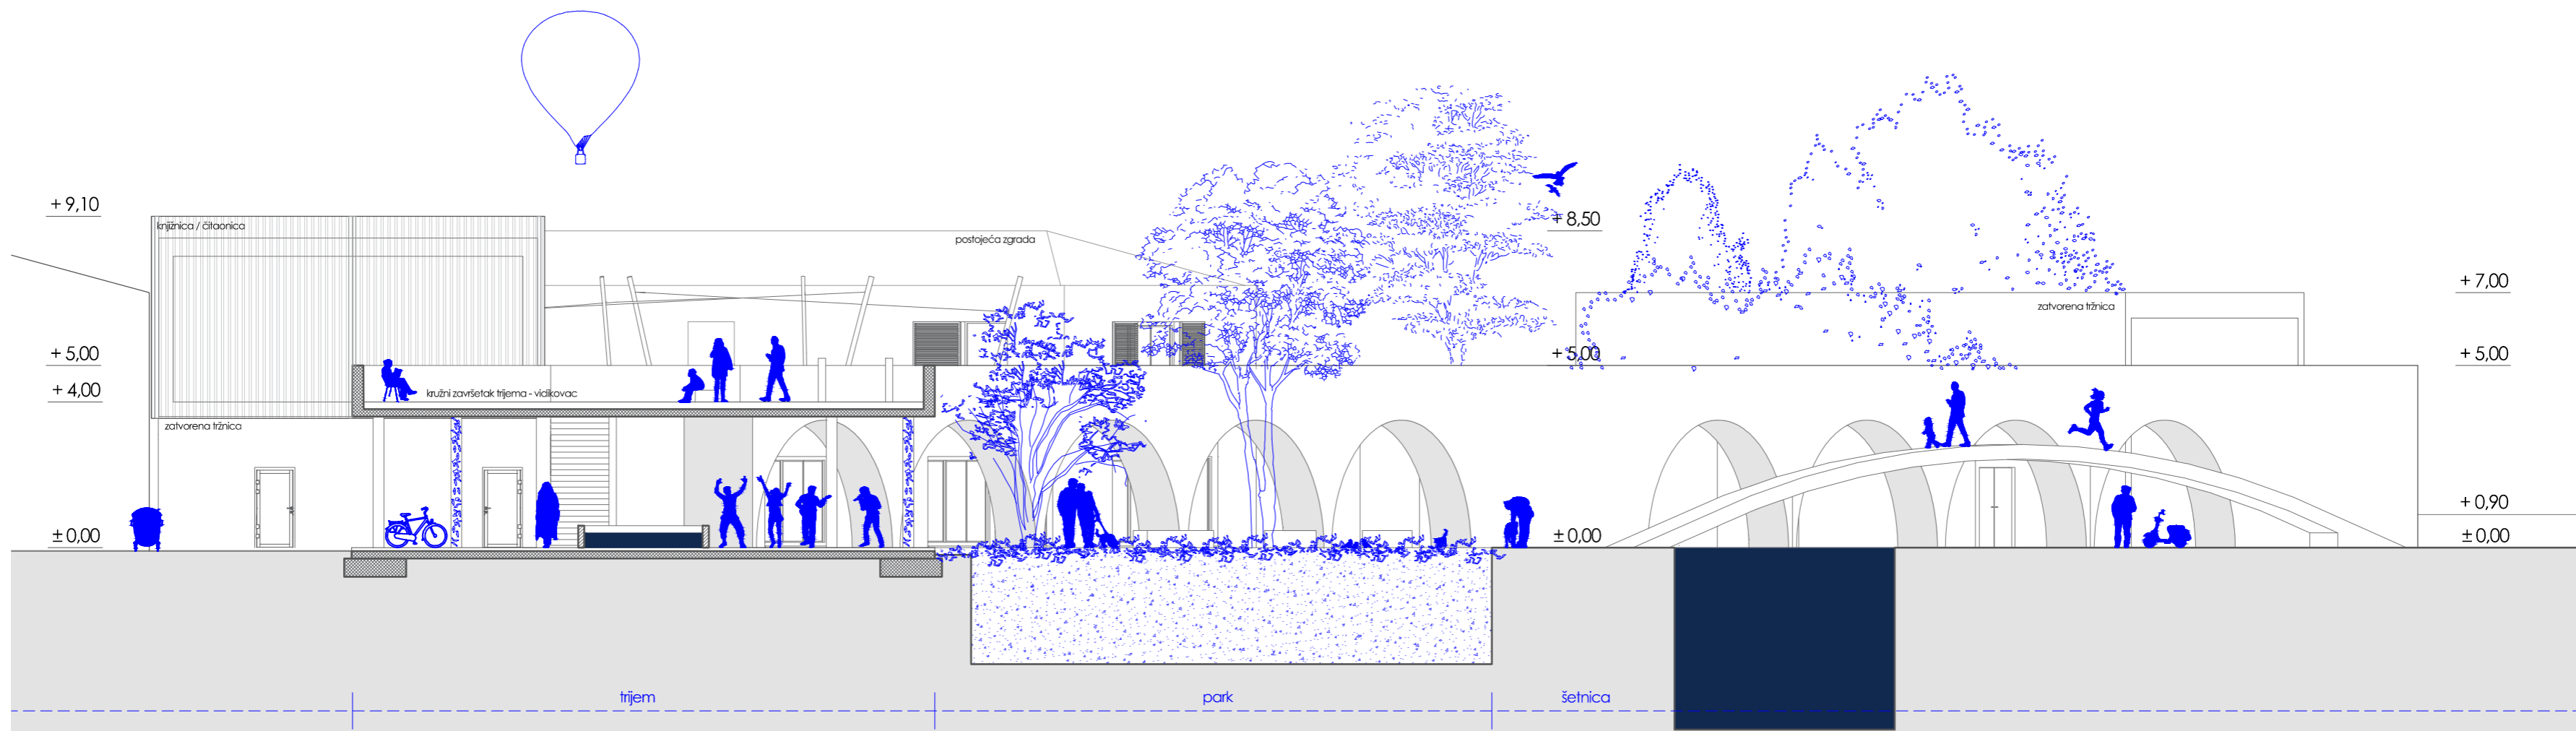 + 9,10
knjižnica / čitaonica
postojeća zgrada
+ 8,50
+ 7,00
zatvorena tržnica
+ 5,00
+ 5,00
+ 5,00
+ 4,00
kružni završetak trijema - vidikovac
zatvorena tržnica
+ 0,90
± 0,00
± 0,00
± 0,00
trijem
park
šetnica